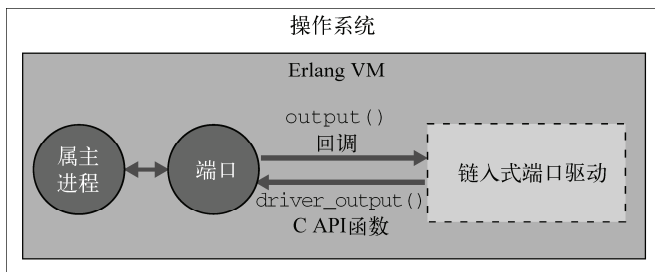 操作系统
Erlang VM
属主
进程
端口
output()
回调
driver_output()
C API函数
链入式端口驱动